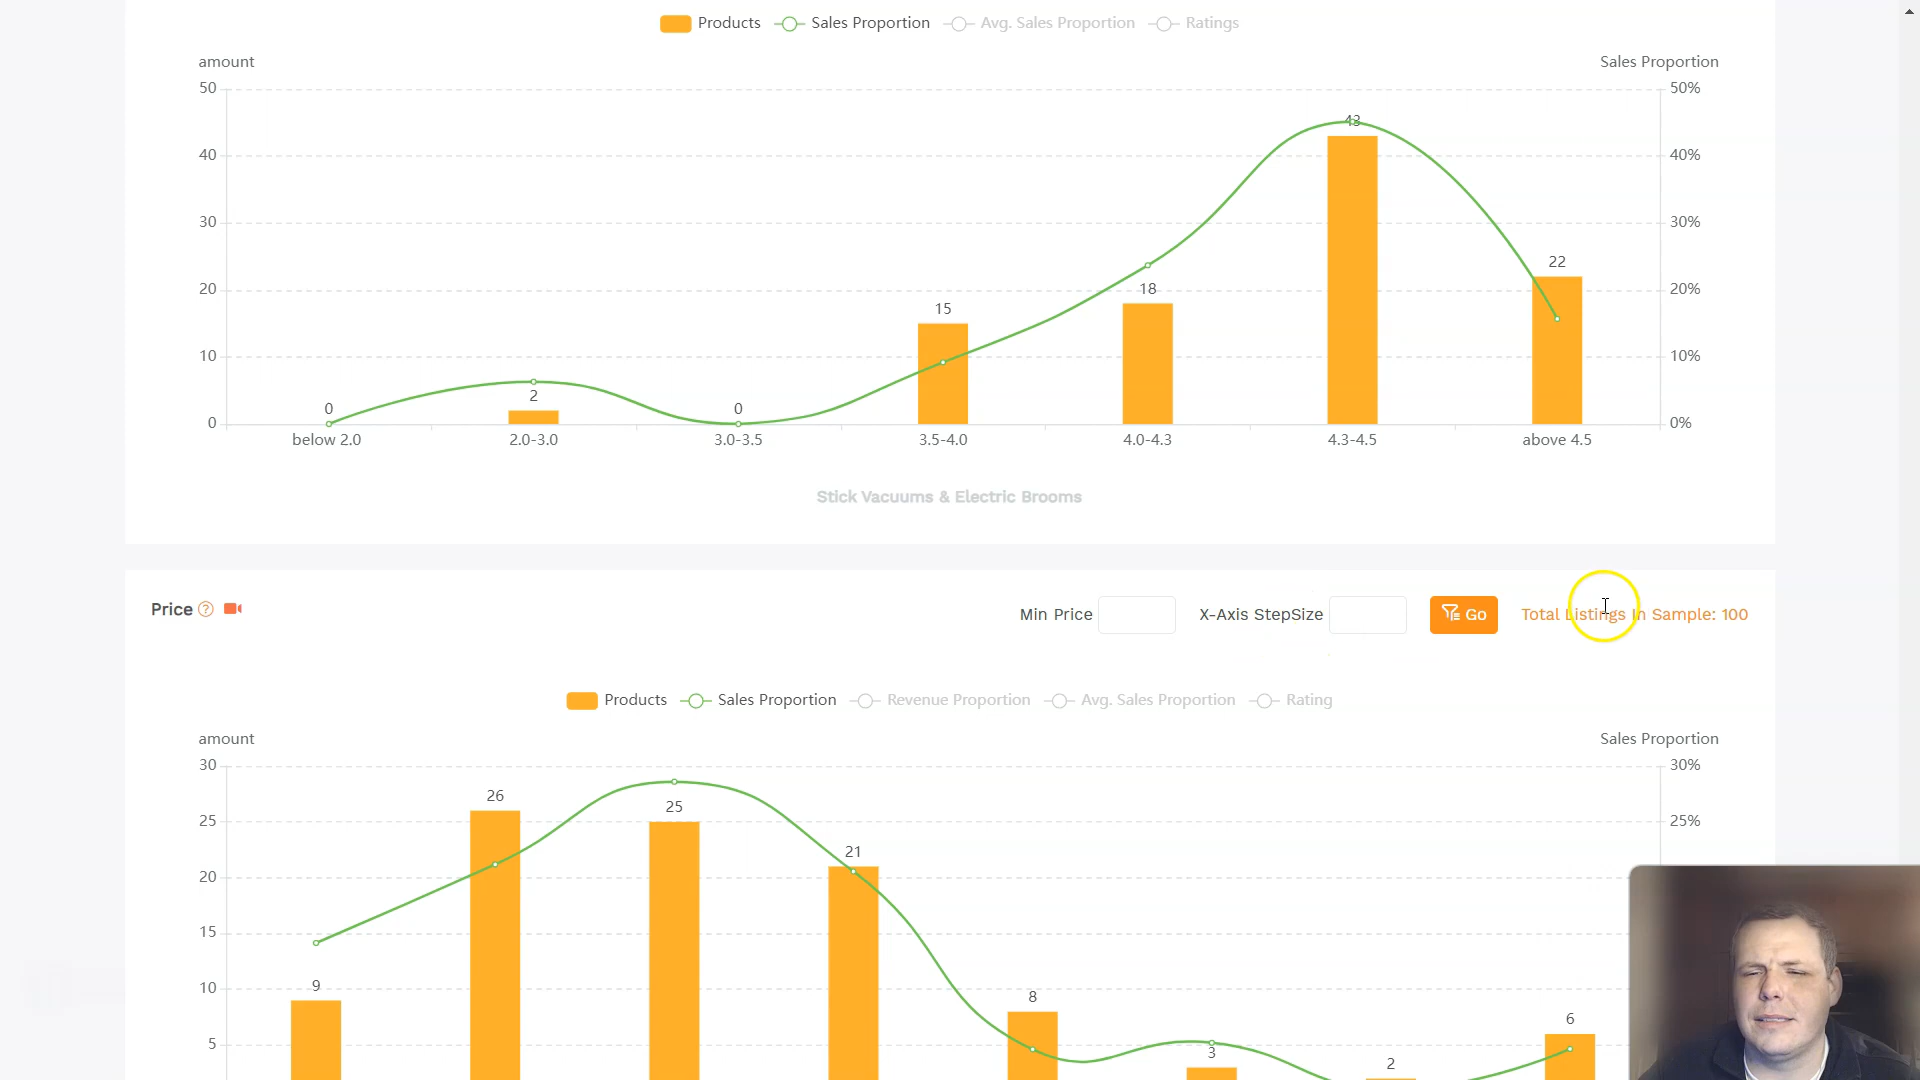 Products Sales Proportion Avg. Sales Proportion Ratings
amount Sales Proportion
50 50%
43
40 40%
30 30%
22
20 18 20%
15
10 10%
2
0 0 0 0%
below 2.0 2.0-3.0 3.0-3.5 3.5-4.0 4.0-4.3 4.3-4.5 above 4.5
Stick Vacuums & Electric Brooms
Price ? Min Price X-Axis StepSize Go Total Listings In Sample: 100
Products Sales Proportion Revenue Proportion Avg. Sales Proportion Rating
amount Sales Proportion
30 30%
26
25
25 25%
21
20
15
10
9 8
6
5
3
2